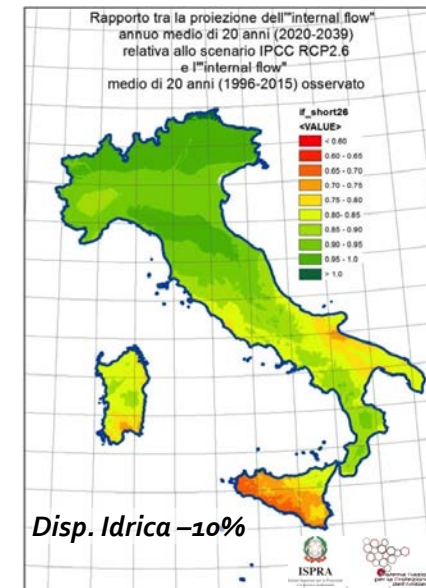 Rapporto tra la proiezione dell'"internal flow"
annuo medio di 20 anni (2020-2039)
relativa allo scenario IPCC RCP2.6
e l'"internal flow"
medio di 20 anni (1996-2015) osservato
if_short26
<VALUE>
< 0.60
0.60 - 0.65
0.65 - 0.70
0.70 - 0.75
0.75 - 0.80
0.80- 0.85
0.85 - 0.90
0.90 - 0.95
0.95 - 1.0
> 1.0
Disp. Idrica –10%
ISPRA